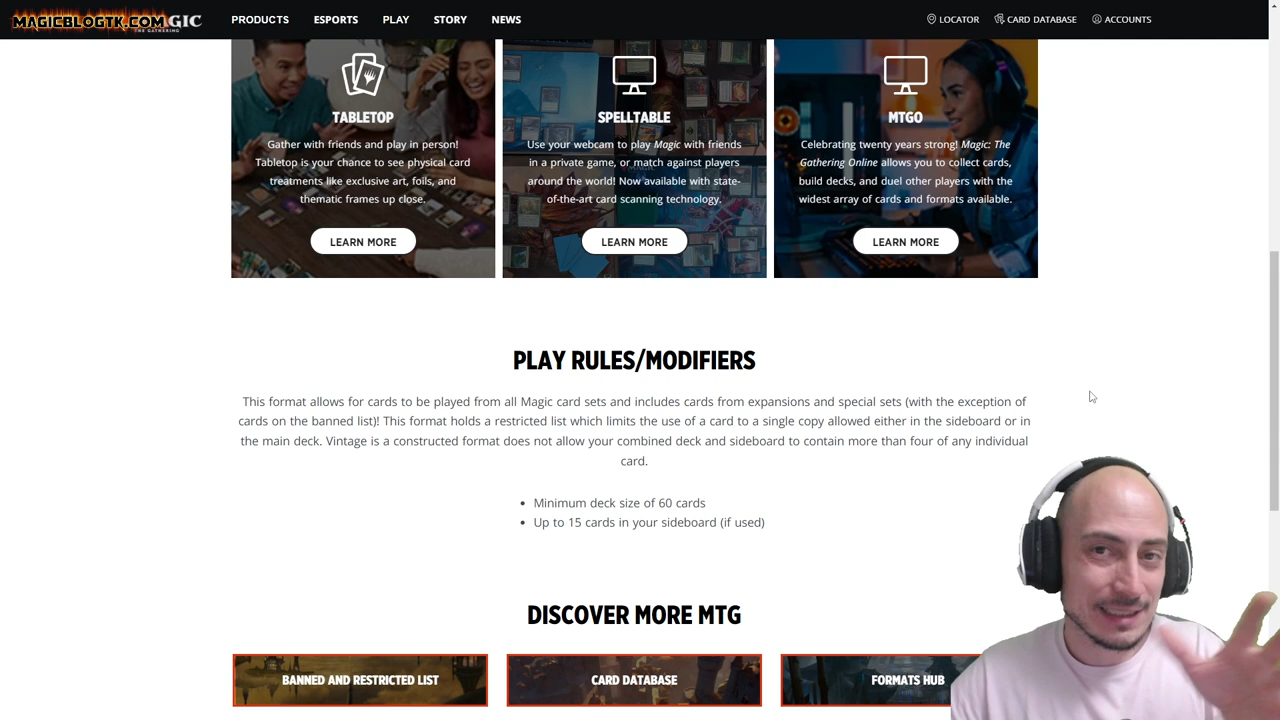 MAGICBLOGTK.COM
GIC
THE GATHERING
PRODUCTS ESPORTS PLAY STORY NEWS
LOCATOR CARD DATABASE ACCOUNTS
TABLETOP
Gather with friends and play in person!
Tabletop is your chance to see physical card
treatments like exclusive art, foils, and
thematic frames up close.
LEARN MORE
SPELLTABLE
Use your webcam to play Magic with friends
in a private game, or match against players
around the world! Now available with state-
of-the-art card scanning technology.
LEARN MORE
MTGO
Celebrating twenty years strong! Magic: The
Gathering Online allows you to collect cards,
build decks, and duel other players with the
widest array of cards and formats available.
LEARN MORE
PLAY RULES/MODIFIERS
This format allows for cards to be played from all Magic card sets and includes cards from expansions and special sets (with the exception of
cards on the banned list)! This format holds a restricted list which limits the use of a card to a single copy allowed either in the sideboard or in
the main deck. Vintage is a constructed format does not allow your combined deck and sideboard to contain more than four of any individual
card.
• Minimum deck size of 60 cards
• Up to 15 cards in your sideboard (if used)
DISCOVER MORE MTG
BANNED AND RESTRICTED LIST
CARD DATABASE
FORMATS HUB